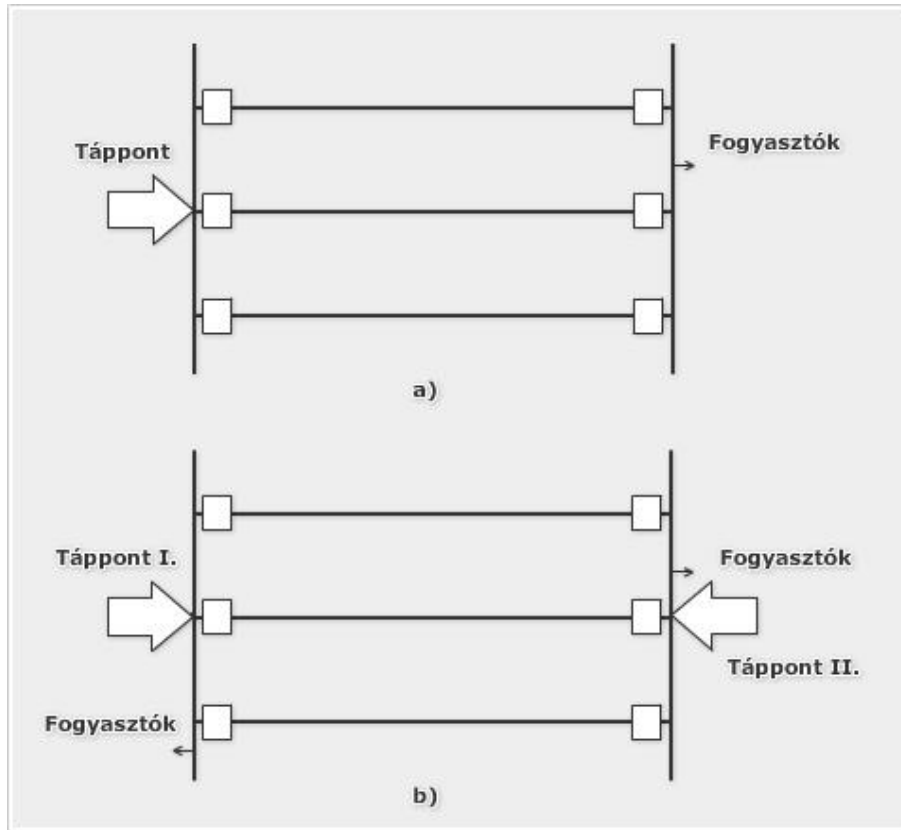 Táppont
Fogyasztók
a)
Táppont I.
Fogyasztók
Táppont II.
Fogyasztók
b)